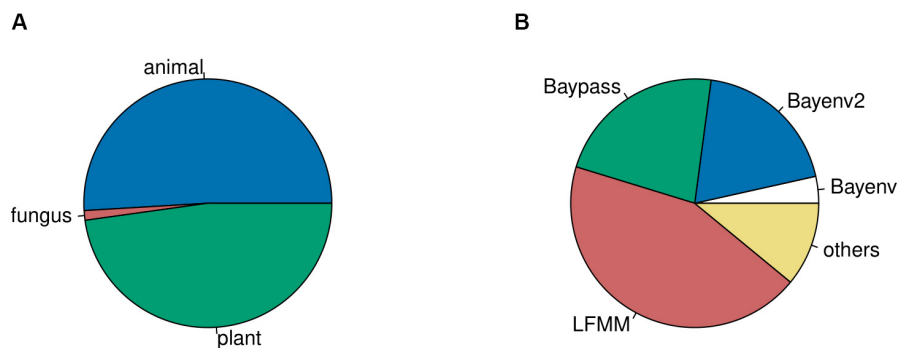 A
animal
fungus
plant
B
Baypass
Bayenv2
Bayenv
others
LFMM